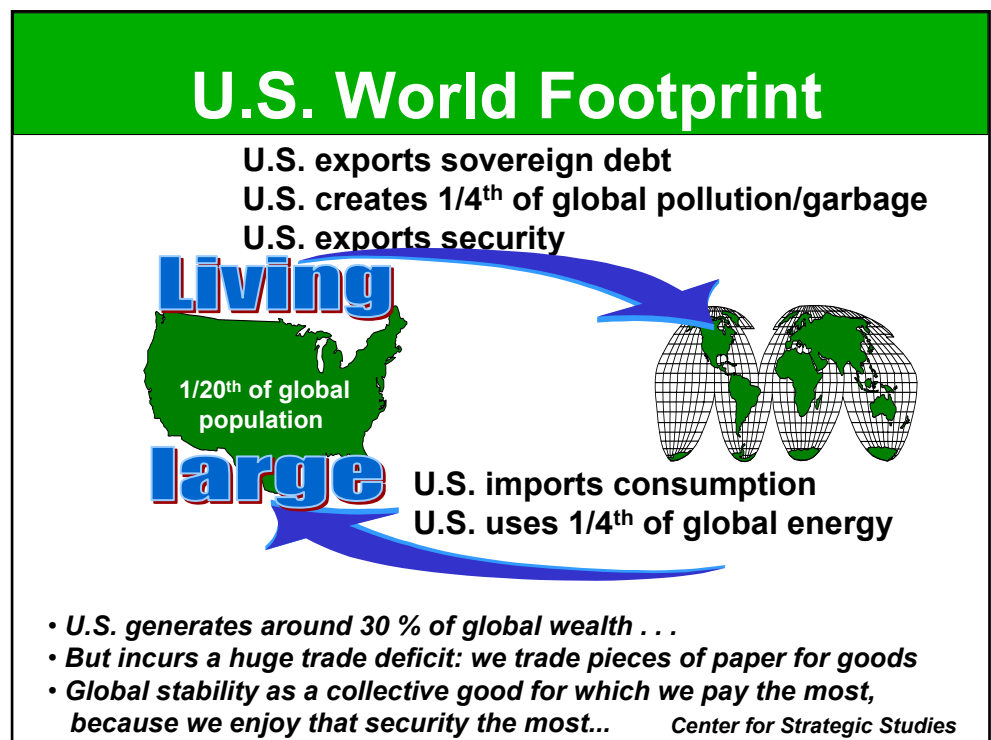 U.S. World Footprint
U.S. exports sovereign debt
U.S. creates 1/4th of global pollution/garbage
U.S. exports security
Living
1/20th of global
population
large
U.S. imports consumption
U.S. uses 1/4th of global energy
• U.S. generates around 30 % of global wealth . . .
• But incurs a huge trade deficit: we trade pieces of paper for goods
• Global stability as a collective good for which we pay the most,
because we enjoy that security the most...
Center for Strategic Studies